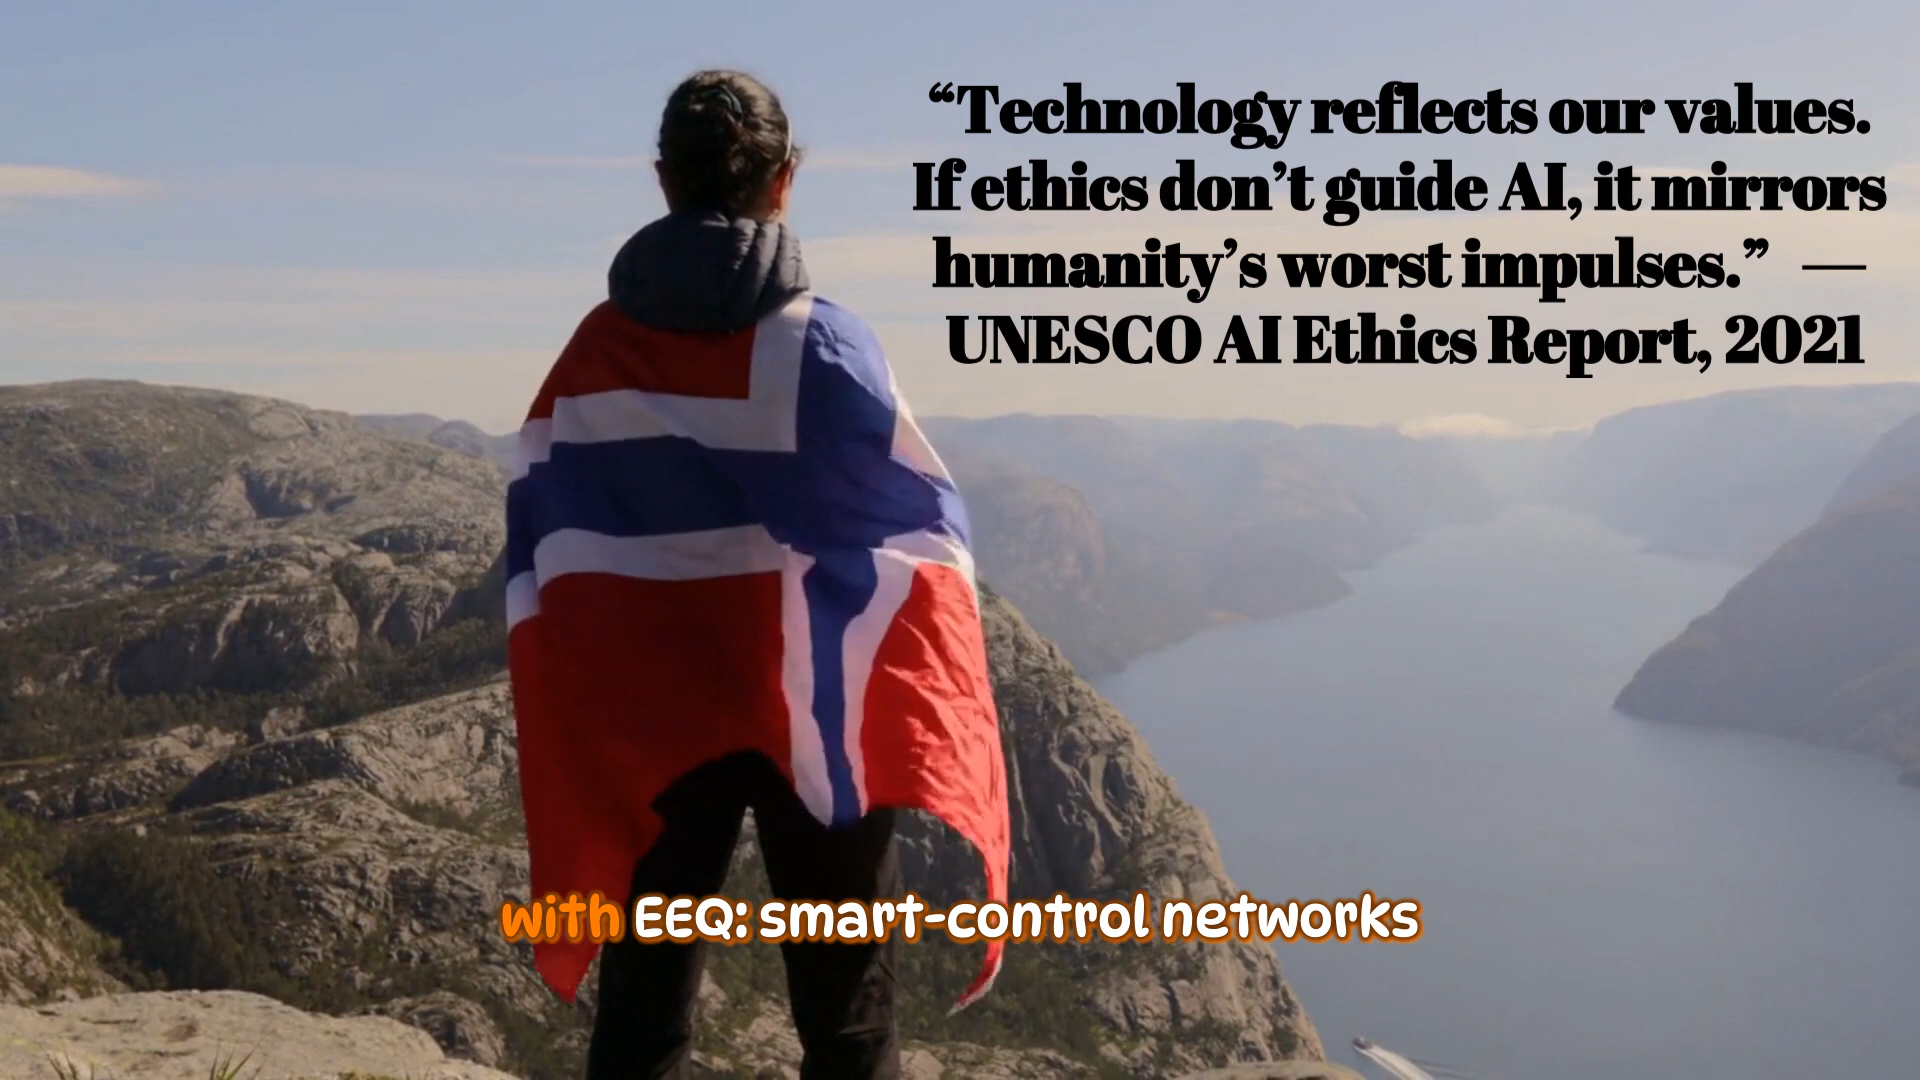 “Technology reflects our values.
If ethics don’t guide AI, it mirrors
humanity’s worst impulses.” —
UNESCO AI Ethics Report, 2021
with EEQ: smart-control networks